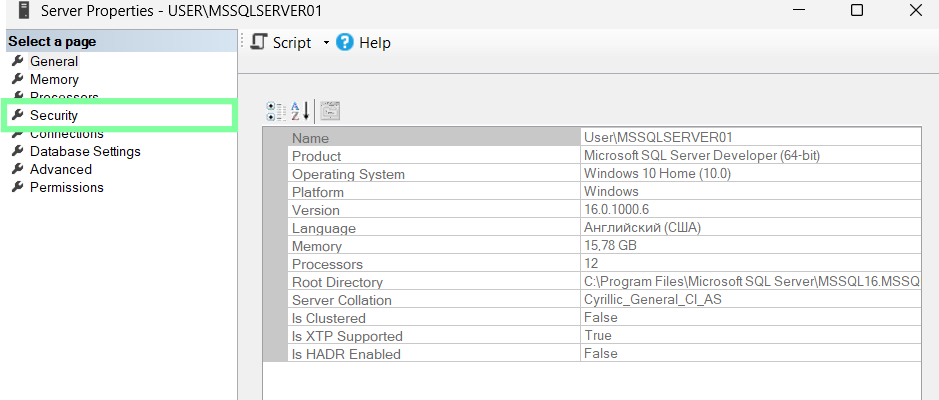 Server Properties - USER\MSSQLSERVER01
Select a page
General
Memory
Processors
Security
Connections
Database Settings
Advanced
Permissions
Script
Help
Name User\MSSQLSERVER01
Product Microsoft SQL Server Developer (64-bit)
Operating System Windows 10 Home (10.0)
Platform Windows
Version 16.0.1000.6
Language Английский (США)
Memory 15,78 GB
Processors 12
Root Directory C:\Program Files\Microsoft SQL Server\MSSQL16.MSSQ
Server Collation Cyrillic_General_CI_AS
Is Clustered False
Is XTP Supported True
Is HADR Enabled False